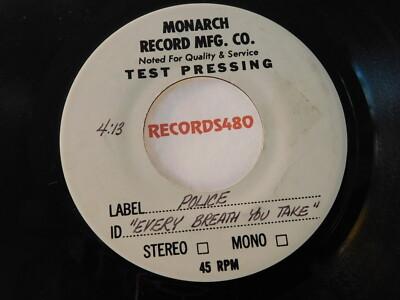 MONARCH
RECORD MFG. CO.
Noted For Quality & Service
TEST PRESSING
4:13
RECORDS480
LABEL POLICE
ID "EVERY BREATH YOU TAKE"
STEREO □ MONO □
45 RPM